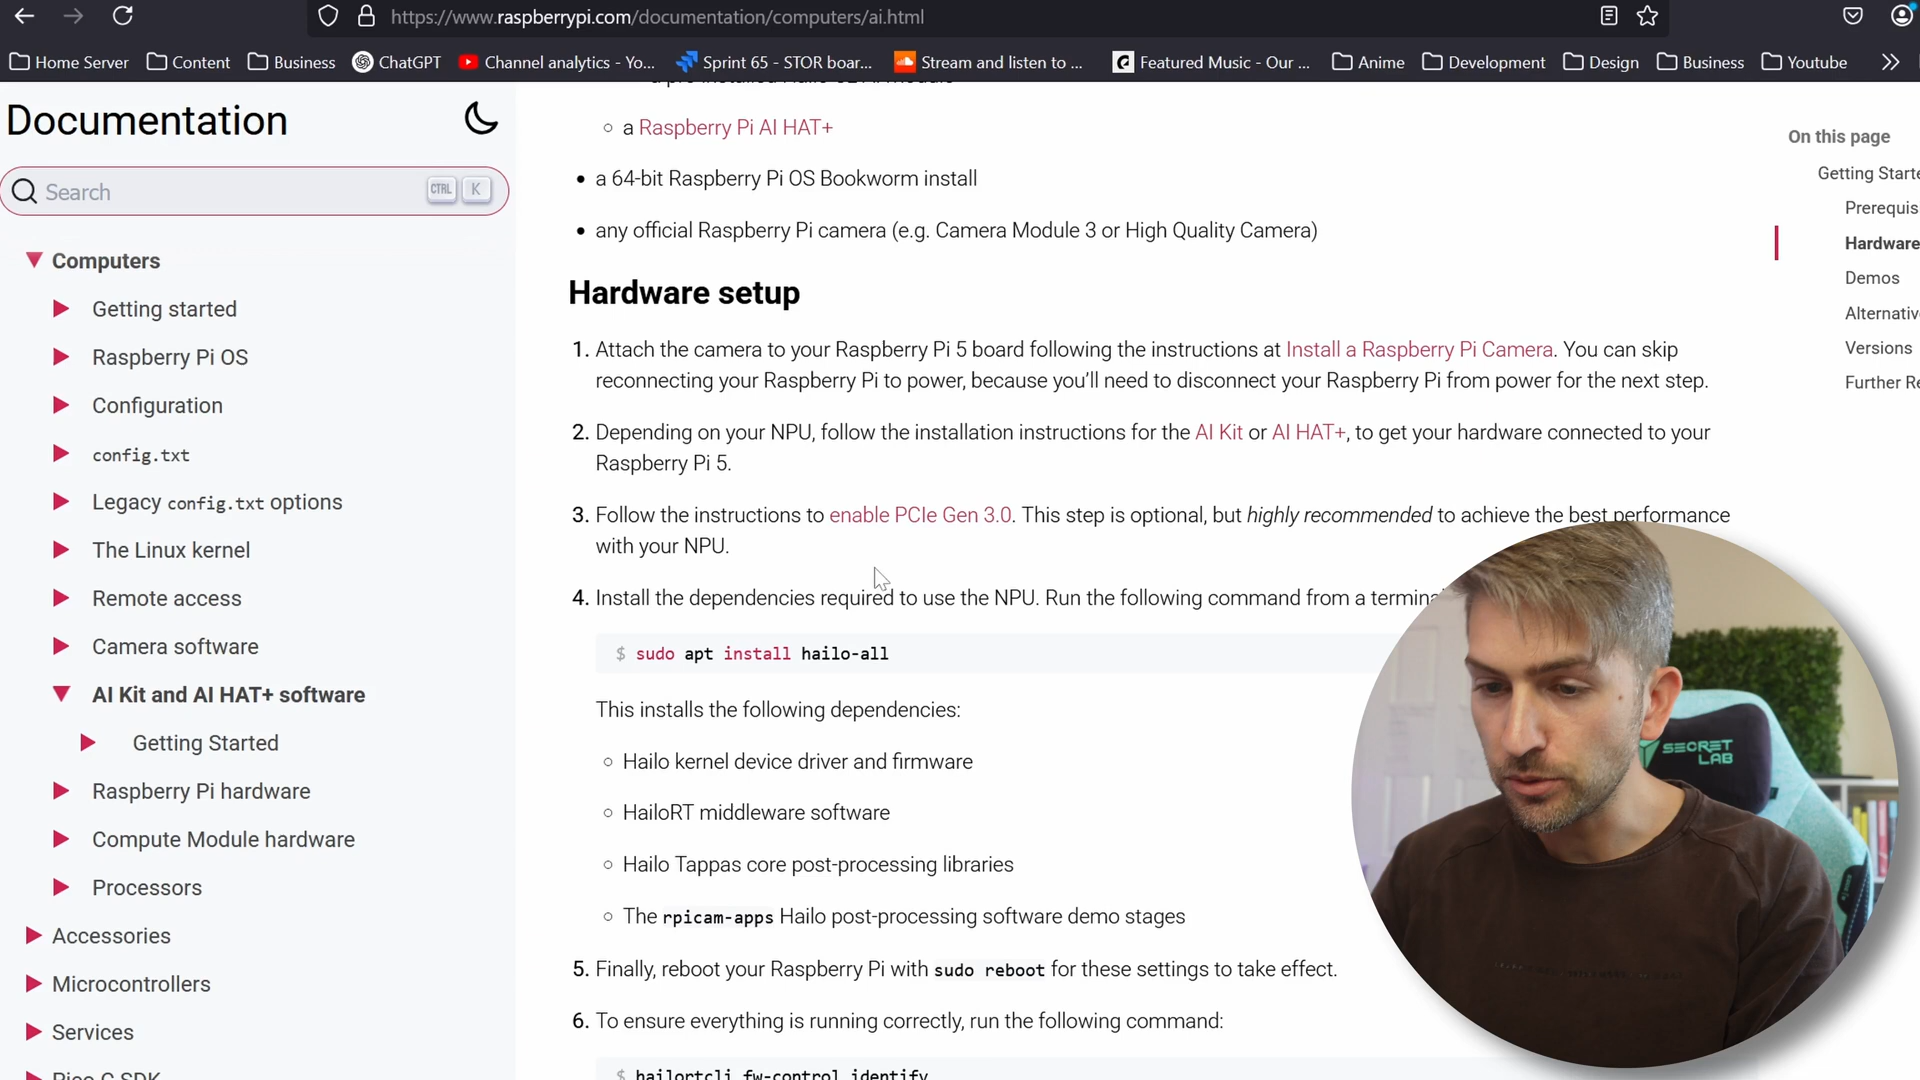 https://www.raspberrypi.com/documentation/computers/ai.html
Home Server Content Business ChatGPT Channel analytics - Yo... Sprint 65 - STOR boar... Stream and listen to ... Featured Music - Our ... Anime Development Design Business Youtube
Documentation
Search CTRL K
Computers
Getting started
Raspberry Pi OS
Configuration
config.txt
Legacy config.txt options
The Linux kernel
Remote access
Camera software
AI Kit and AI HAT+ software
Getting Started
Raspberry Pi hardware
Compute Module hardware
Processors
Accessories
Microcontrollers
Services
Pico C SDK
a Raspberry Pi AI HAT+
a 64-bit Raspberry Pi OS Bookworm install
any official Raspberry Pi camera (e.g. Camera Module 3 or High Quality Camera)
Hardware setup
1. Attach the camera to your Raspberry Pi 5 board following the instructions at Install a Raspberry Pi Camera. You can skip
reconnecting your Raspberry Pi to power, because you’ll need to disconnect your Raspberry Pi from power for the next step.
2. Depending on your NPU, follow the installation instructions for the AI Kit or AI HAT+, to get your hardware connected to your
Raspberry Pi 5.
3. Follow the instructions to enable PCIe Gen 3.0. This step is optional, but highly recommended to achieve the best performance
with your NPU.
4. Install the dependencies required to use the NPU. Run the following command from a termina
$ sudo apt install hailo-all
This installs the following dependencies:
Hailo kernel device driver and firmware
HailoRT middleware software
Hailo Tappas core post-processing libraries
The rpicam-apps Hailo post-processing software demo stages
5. Finally, reboot your Raspberry Pi with sudo reboot for these settings to take effect.
6. To ensure everything is running correctly, run the following command:
$ hailortcli fw-control identify
On this page
Getting Starte
Prerequis
Hardware
Demos
Alternativ
Versions
Further Re
SECRET
LAB